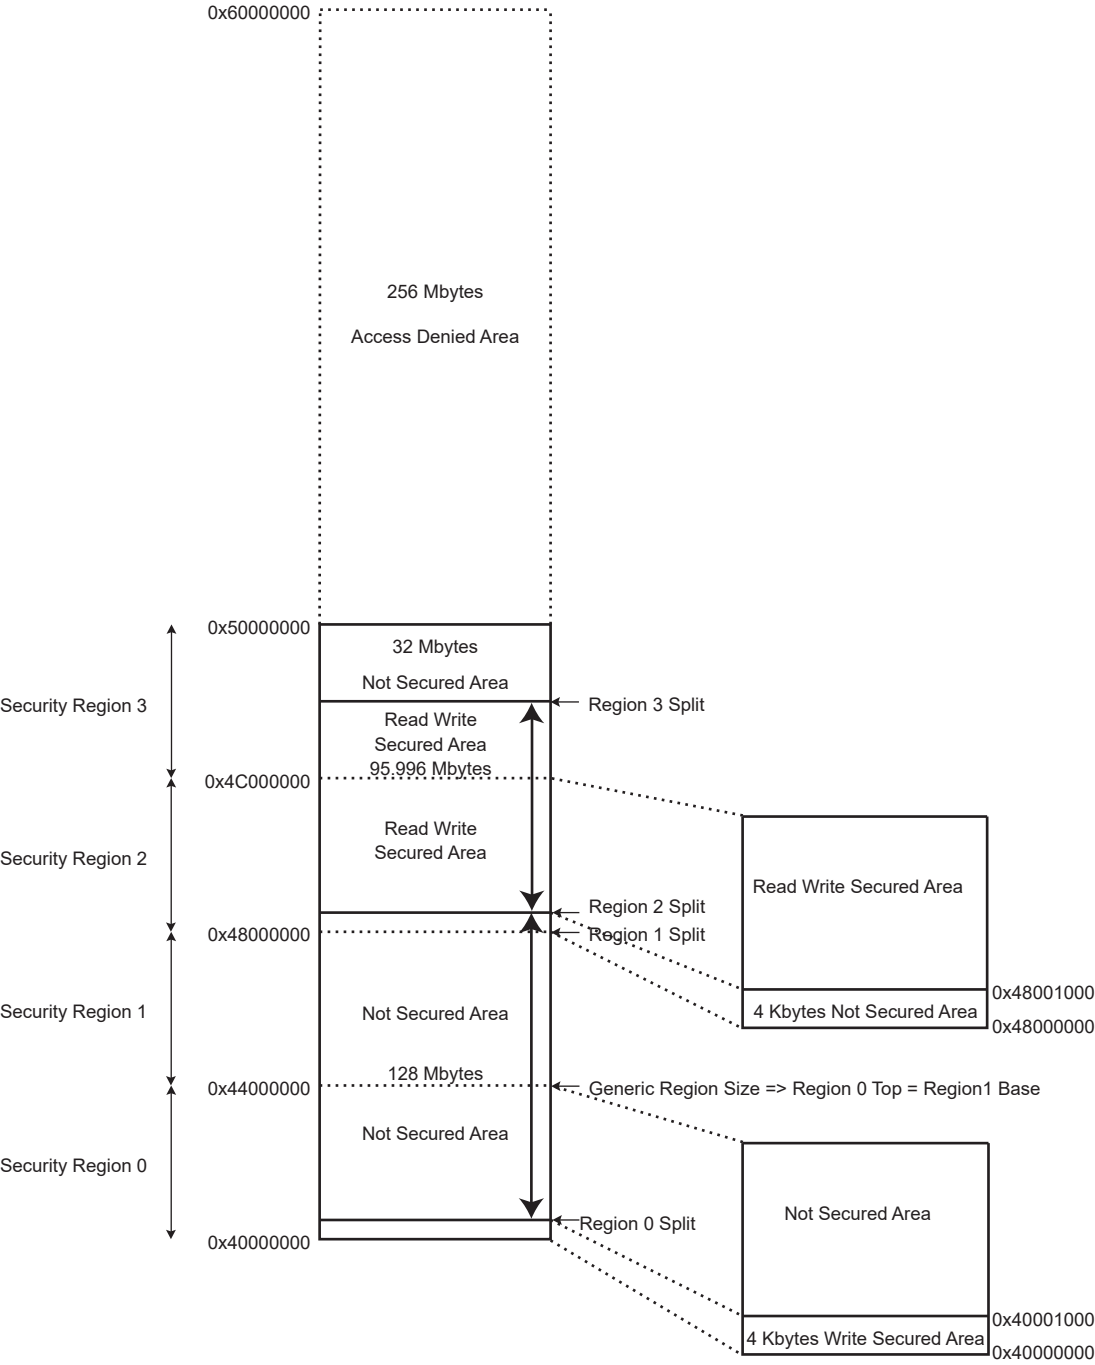 0x60000000
256 Mbytes
Access Denied Area
0x50000000
32 Mbytes
Not Secured Area
Security Region 3
Region 3 Split
Read Write
Secured Area
95.996 Mbytes
0x4C000000
Read Write
Secured Area
Security Region 2
Read Write Secured Area
Region 2 Split
0x48000000
Region 1 Split
0x48001000
4 Kbytes Not Secured Area
0x48000000
Security Region 1
Not Secured Area
128 Mbytes
0x44000000
Generic Region Size => Region 0 Top = Region1 Base
Not Secured Area
Security Region 0
Not Secured Area
Region 0 Split
0x40000000
0x40001000
4 Kbytes Write Secured Area
0x40000000